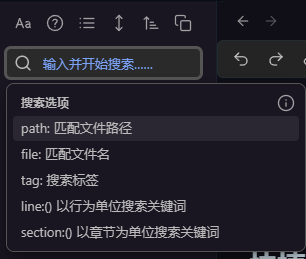 Aa
输入并开始搜索......
搜索选项
path: 匹配文件路径
file: 匹配文件名
tag: 搜索标签
line:() 以行为单位搜索关键词
section:() 以章节为单位搜索关键词